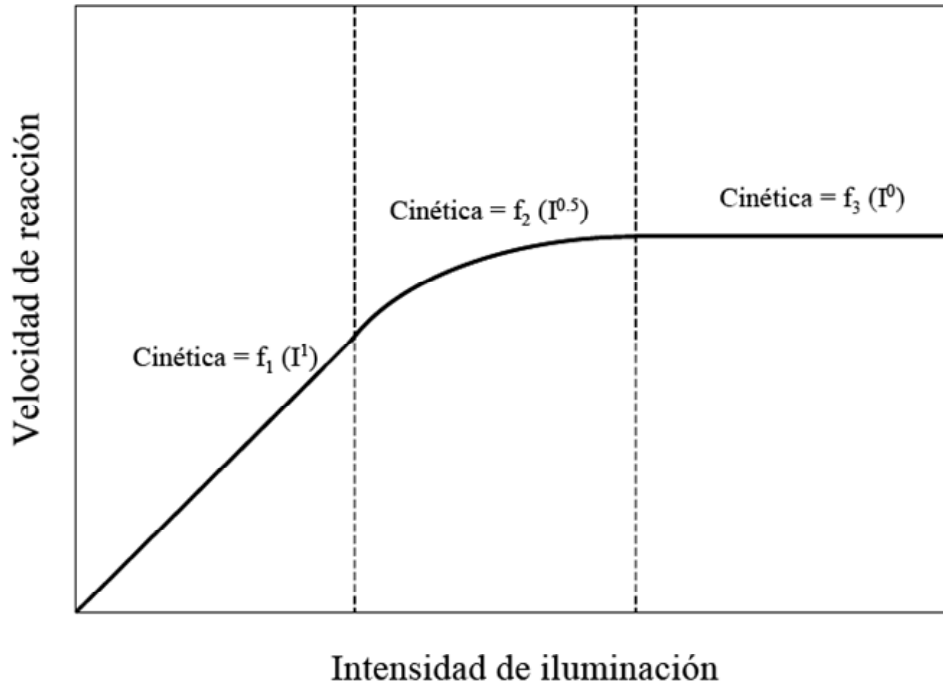 Velocidad de reacción
Cinética = f₃ (I⁰)
Cinética = f₂ (I⁰·⁵)
Cinética = f₁ (I¹)
Intensidad de iluminación